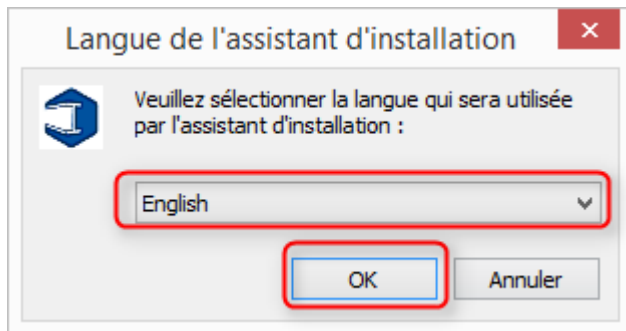 Langue de l'assistant d'installation
Veuillez sélectionner la langue qui sera utilisée
par l'assistant d'installation :
English
OK
Annuler